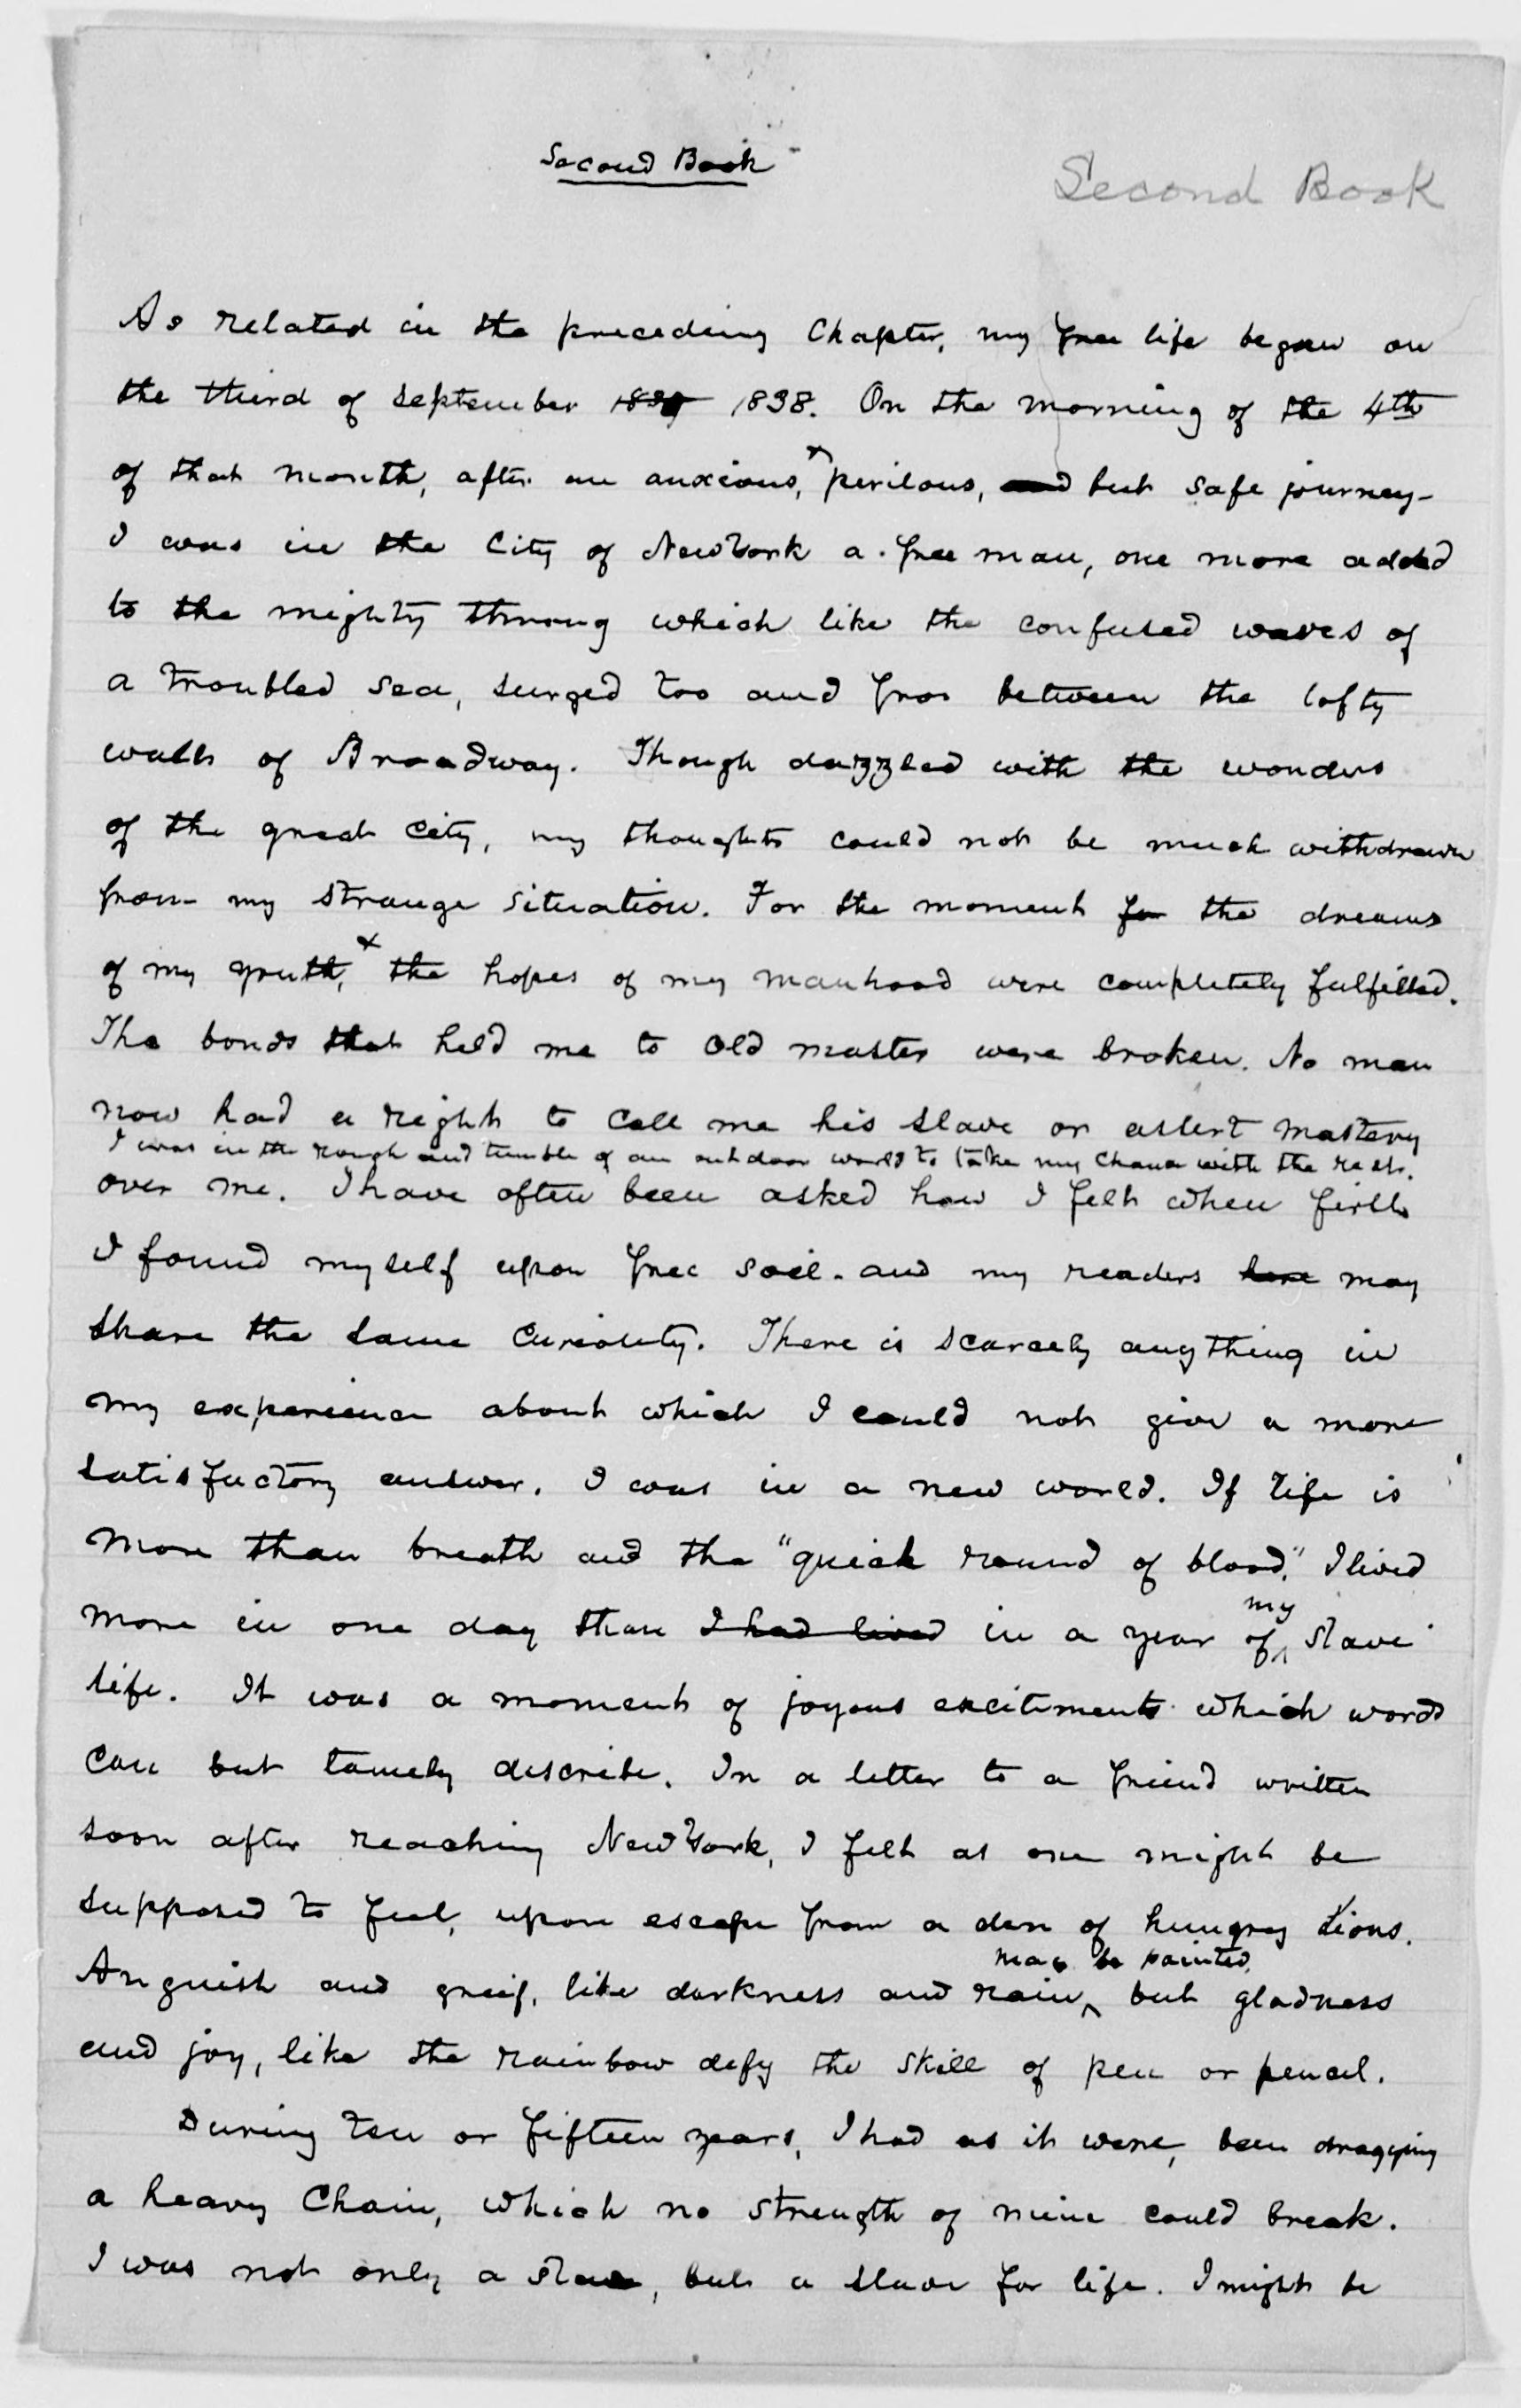 Second Book
Second Book
As related in the preceding Chapter, my free life began on
the third of September 1837 1838. On the morning of the 4th
of that month, after an anxious, + perilous, and but safe journey-
I was in the City of New York a free man, one more added
to the mighty throng which like the confused waves of
a troubled sea, surged too and fro between the lofty
walls of Broadway. Though dazzled with the wonders
of the great City, my thoughts could not be much withdrawn
from my strange situation. For the moment for the dreams
of my youth, + the hopes of my manhood were completely fulfilled.
The bonds that held me to old master were broken. No man
now had a right to call me his slave or assert mastery
I was in the rough and tumble of an outdoor world to take my chance with the rest.
over me. I have often been asked how I felt when first
I found myself upon free soil. and my readers here may
share the same curiosity. There is scarcely anything in
my experience about which I could not give a more
satisfactory answer. I was in a new world. If life is
more than breath and the "quick round of blood," I lived
more in one day than I had lived in a year of my slave
life. It was a moment of joyous excitement which words
can but tamely describe. In a letter to a friend written
soon after reaching New York, I felt as one might be
supposed to feel, upon escape from a den of hungry lions.
may be painted,
Anguish and greif, like darkness and rain, but gladness
and joy, like the rainbow defy the skill of pen or pencil.
During ten or fifteen years, I had as it were, been dragging
a heavy Chain, which no strength of mine could break.
I was not only a slave, but a slave for life. I might be